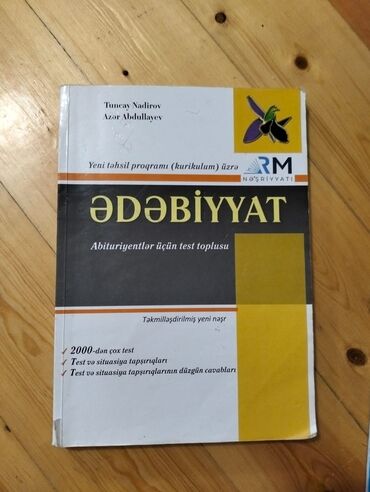 Tuncay Nadirov
Azər Abdullayev
Yeni təhsil proqramı (kurikulum) üzrə
RM
NƏŞRİYYATI
ƏDƏBİYYAT
Abituriyentlər üçün test toplusu
Təkmilləşdirilmiş yeni nəşr
2000-dən çox test
Test və situasiya tapşırıqları
Test və situasiya tapşırıqlarının düzgün cavabları